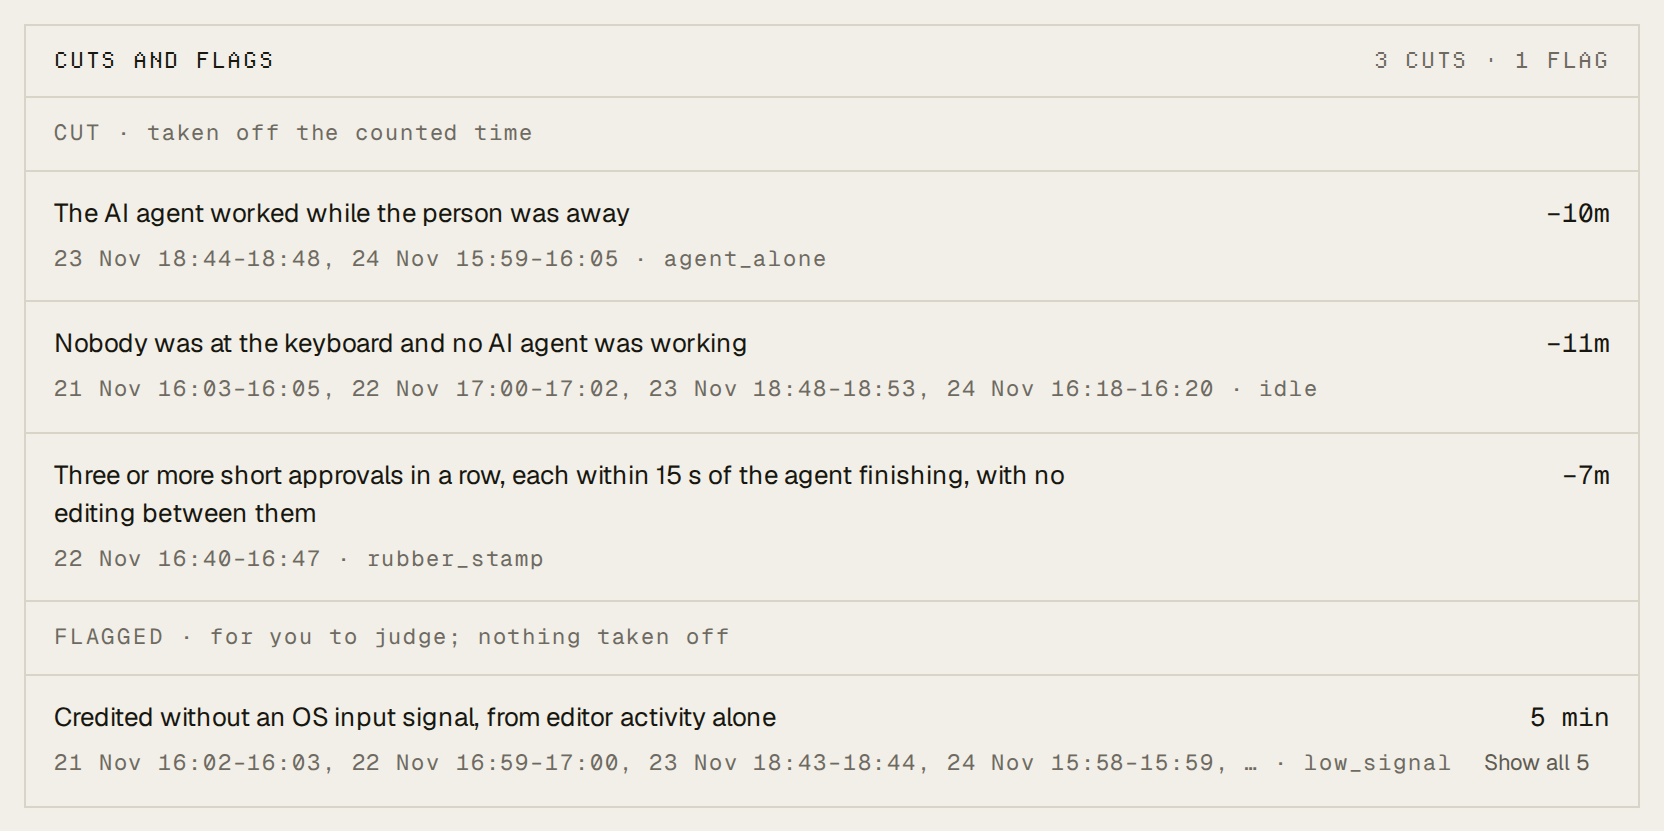 CUTS AND FLAGS
3 CUTS · 1 FLAG
CUT · taken off the counted time
The AI agent worked while the person was away
−10m
23 Nov 18:44–18:48, 24 Nov 15:59–16:05 · agent_alone
Nobody was at the keyboard and no AI agent was working
−11m
21 Nov 16:03–16:05, 22 Nov 17:00–17:02, 23 Nov 18:48–18:53, 24 Nov 16:18–16:20 · idle
Three or more short approvals in a row, each within 15 s of the agent finishing, with no
editing between them
−7m
22 Nov 16:40–16:47 · rubber_stamp
FLAGGED · for you to judge; nothing taken off
Credited without an OS input signal, from editor activity alone
5 min
21 Nov 16:02–16:03, 22 Nov 16:59–17:00, 23 Nov 18:43–18:44, 24 Nov 15:58–15:59, … · low_signal Show all 5